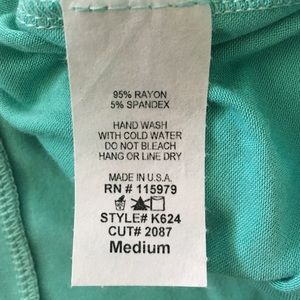 95% RAYON
5% SPANDEX
HAND WASH
WITH COLD WATER
DO NOT BLEACH
HANG OR LINE DRY
MADE IN U.S.A.
RN # 115979
STYLE# K624
CUT# 2087
Medium